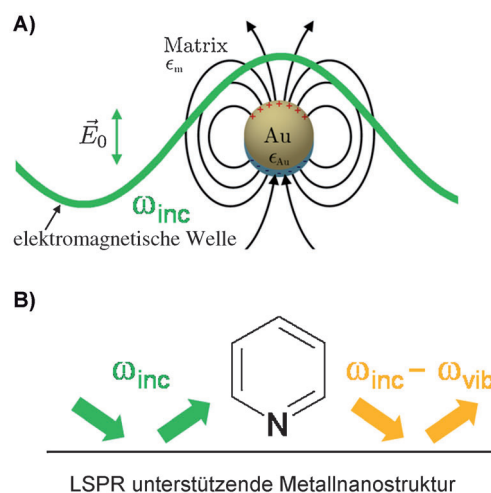 A)
Matrix
ϵm
E⃗0
Au
ϵAu
ωinc
elektromagnetische Welle
B)
ωinc
ωinc − ωvib
N
LSPR unterstützende Metallnanostruktur